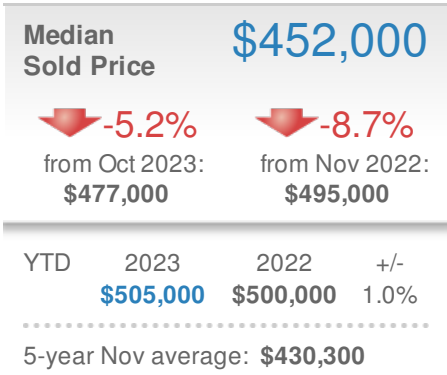 Median
Sold Price
$452,000
-5.2% -8.7%
from Oct 2023: from Nov 2022:
$477,000 $495,000
YTD 2023 2022 +/-
$505,000 $500,000 1.0%
5-year Nov average: $430,300